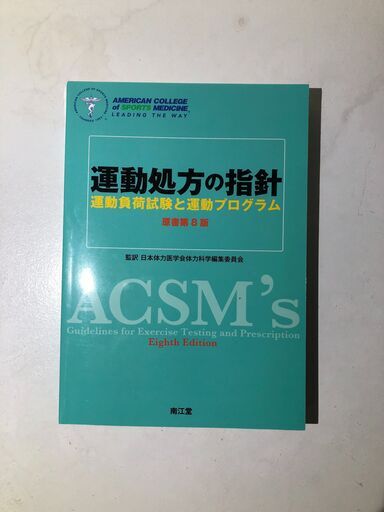 AMERICAN COLLEGE
of SPORTS MEDICINE
LEADING THE WAY
運動処方の指針
運動負荷試験と運動プログラム
原書第8版
監訳 日本体力医学会体力科学編集委員会
ACSM's
Guidelines for Exercise Testing and Prescription
Eighth Edition
南江堂